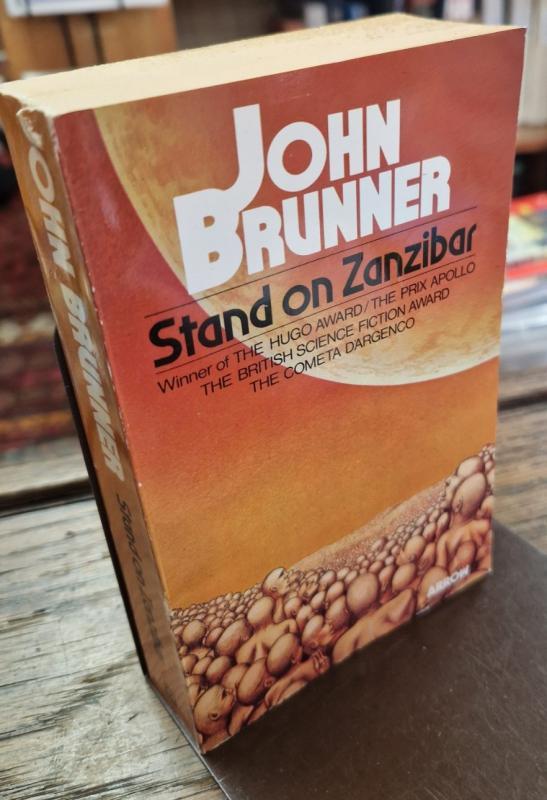 JOHN
BRUNNER
Stand on Zanzibar
Winner of THE HUGO AWARD/THE PRIX APOLLO
THE BRITISH SCIENCE FICTION AWARD
THE COMETA DARGENCO
ARROW
JOHN BRUNNER
Stand on Zanzibar